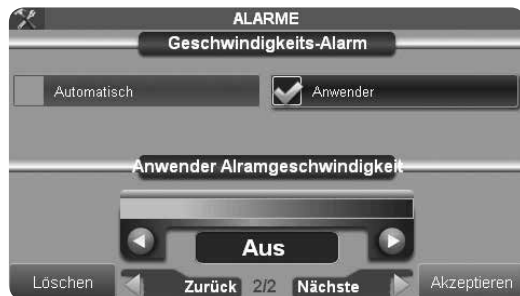 ALARME
Geschwindigkeits-Alarm
Automatisch
Anwender
Anwender Alramgeschwindigkeit
Aus
Löschen
Zurück 2/2 Nächste
Akzeptieren